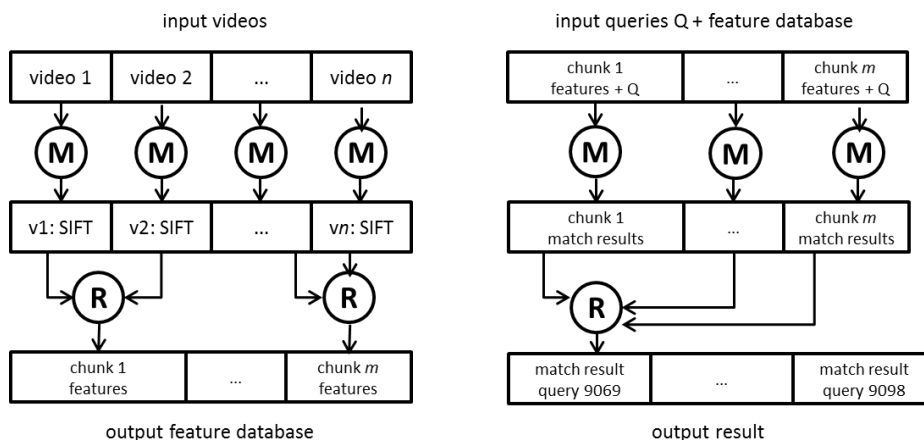 input videos
video 1
video 2
...
video n
M
M
M
M
v1: SIFT
v2: SIFT
...
vn: SIFT
R
R
chunk 1
features
...
chunk m
features
output feature database
input queries Q + feature database
chunk 1
features + Q
...
chunk m
features + Q
M
M
M
chunk 1
match results
...
chunk m
match results
R
match result
query 9069
...
match result
query 9098
output result